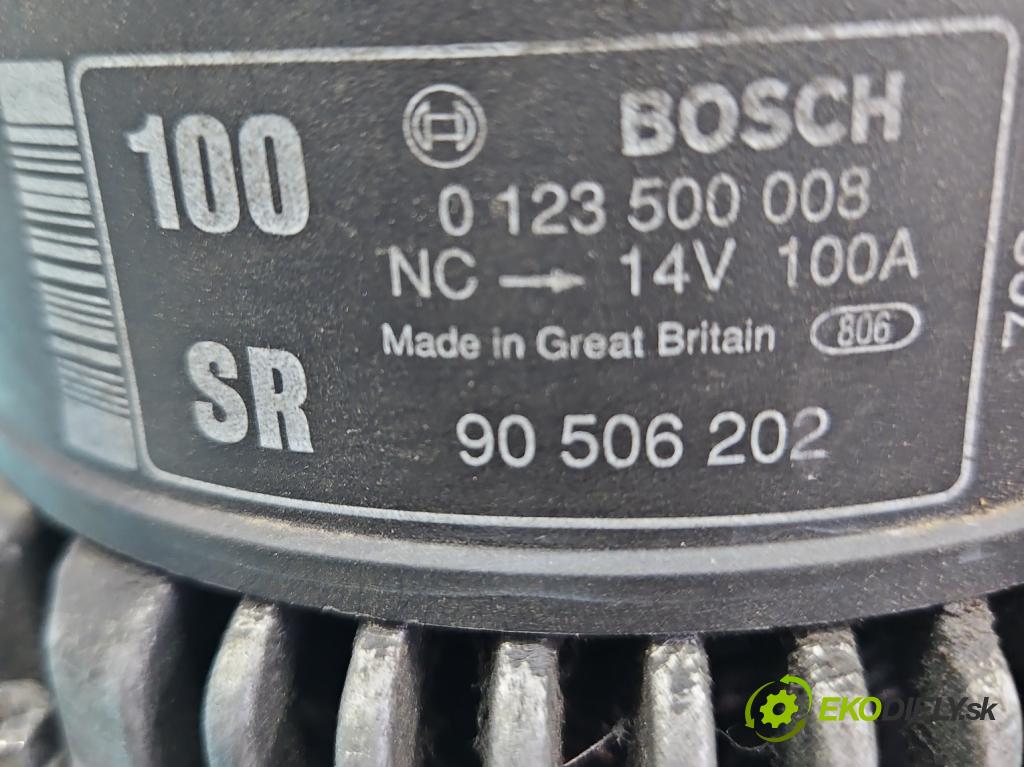 100
BOSCH
0 123 500 008
NC → 14V 100A
Made in Great Britain 806
SR
90 506 202
EKODIELY.sk